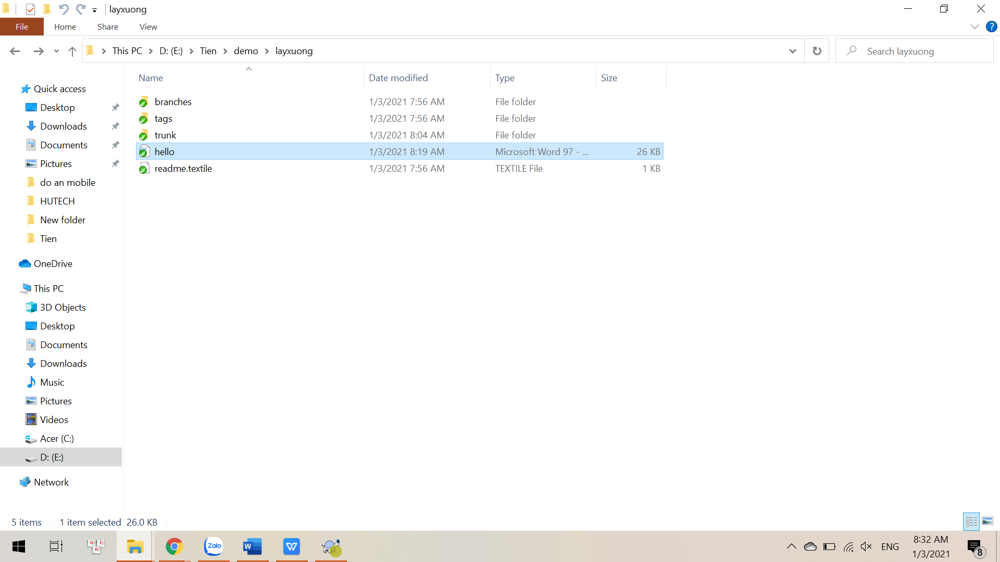 layxuong
File Home Share View
This PC D: (E:) Tien demo layxuong
Search layxuong
Name Date modified Type Size
branches 1/3/2021 7:56 AM File folder
tags 1/3/2021 7:56 AM File folder
trunk 1/3/2021 8:04 AM File folder
hello 1/3/2021 8:19 AM Microsoft Word 97 - ... 26 KB
readme.textile 1/3/2021 7:56 AM TEXTILE File 1 KB
Quick access
Desktop
Downloads
Documents
Pictures
do an mobile
HUTECH
New folder
Tien
OneDrive
This PC
3D Objects
Desktop
Documents
Downloads
Music
Pictures
Videos
Acer (C:)
D: (E:)
Network
5 items 1 item selected 26.0 KB
u n i
Zalo
W
W
ENG
8:32 AM
1/3/2021
8